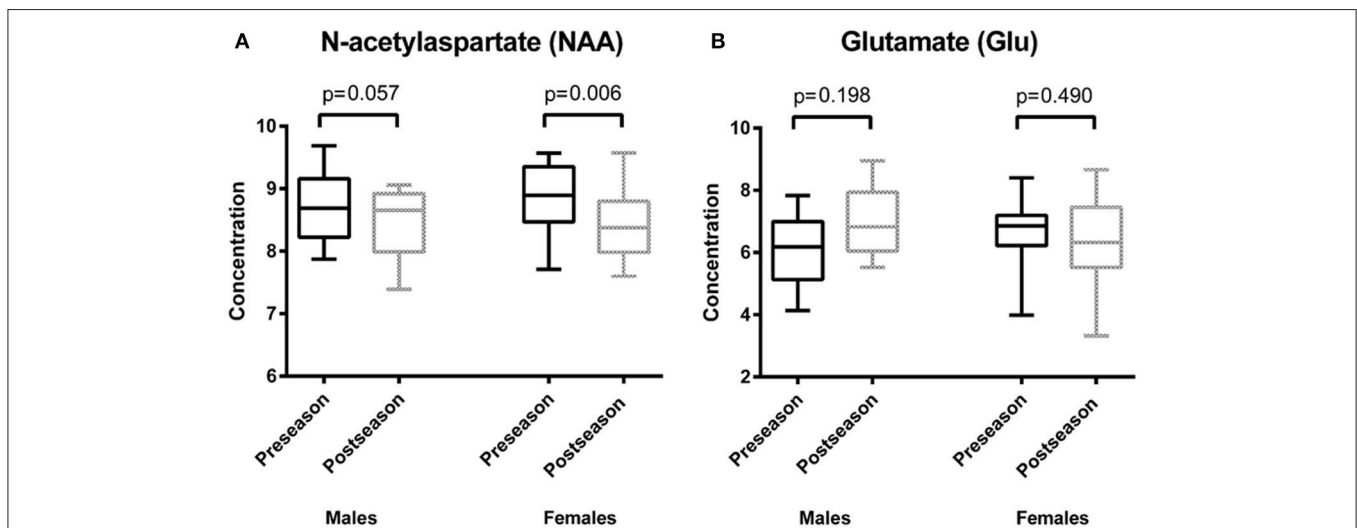 A N-acetylaspartate (NAA)
p=0.057 p=0.006
Concentration
10
9
8
7
6
Preseason Postseason Preseason Postseason
Males Females
B Glutamate (Glu)
p=0.198 p=0.490
Concentration
10
8
6
4
2
Preseason Postseason Preseason Postseason
Males Females